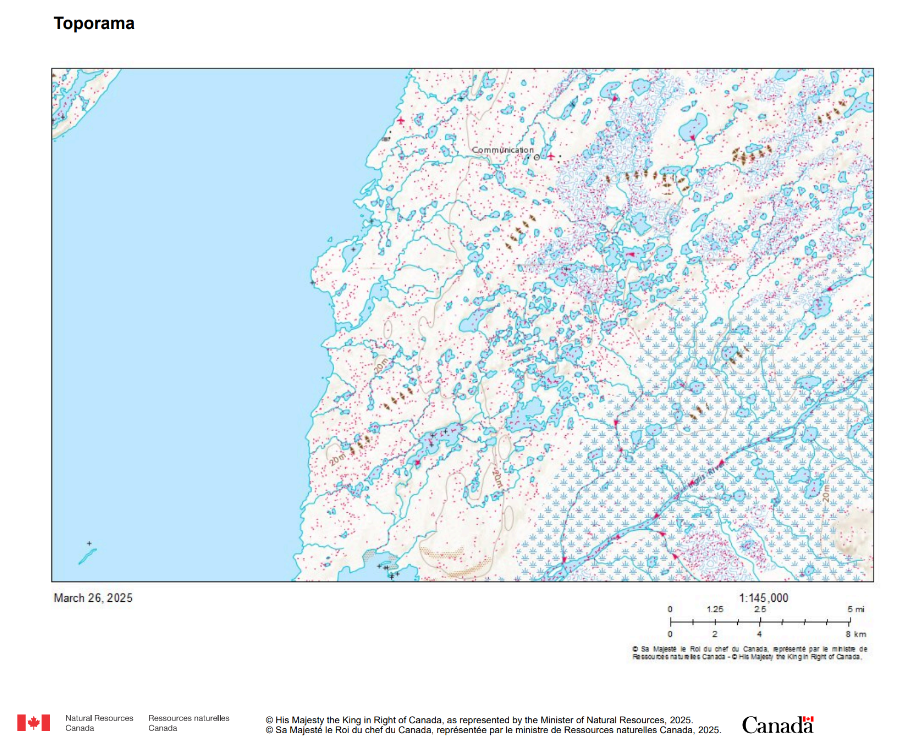 Toporama
Communication
20m
20m
20m
20m
March 26, 2025
1:145,000
0 1.25 2.5 5 mi
0 2 4 8 km
© Sa Majesté le Roi du chef du Canada, représenté par le ministre de
Ressources naturelles Canada - © His Majesty the King in Right of Canada,
Natural Resources Canada
Ressources naturelles Canada
© His Majesty the King in Right of Canada, as represented by the Minister of Natural Resources, 2025.
© Sa Majesté le Roi du chef du Canada, représentée par le ministre de Ressources naturelles Canada, 2025.
Canada